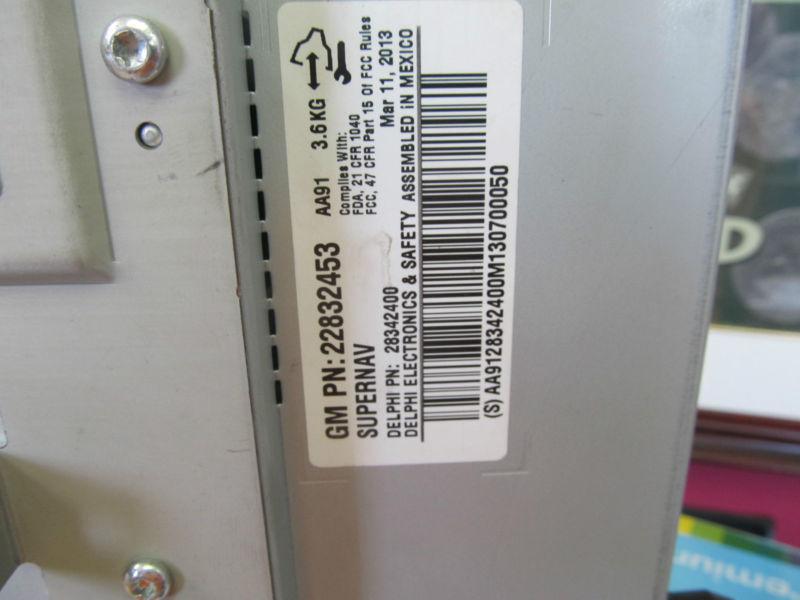 GM PN: 22832453 AA91 3.6KG
SUPERNAV
Complies With:
FDA, 21 CFR 1040
FCC, 47 CFR Part 15 Of FCC Rules
DELPHI PN: 28342400 Mar 11, 2013
DELPHI ELECTRONICS & SAFETY ASSEMBLED IN MEXICO
(S) AA9128342400M130700050
D
remium